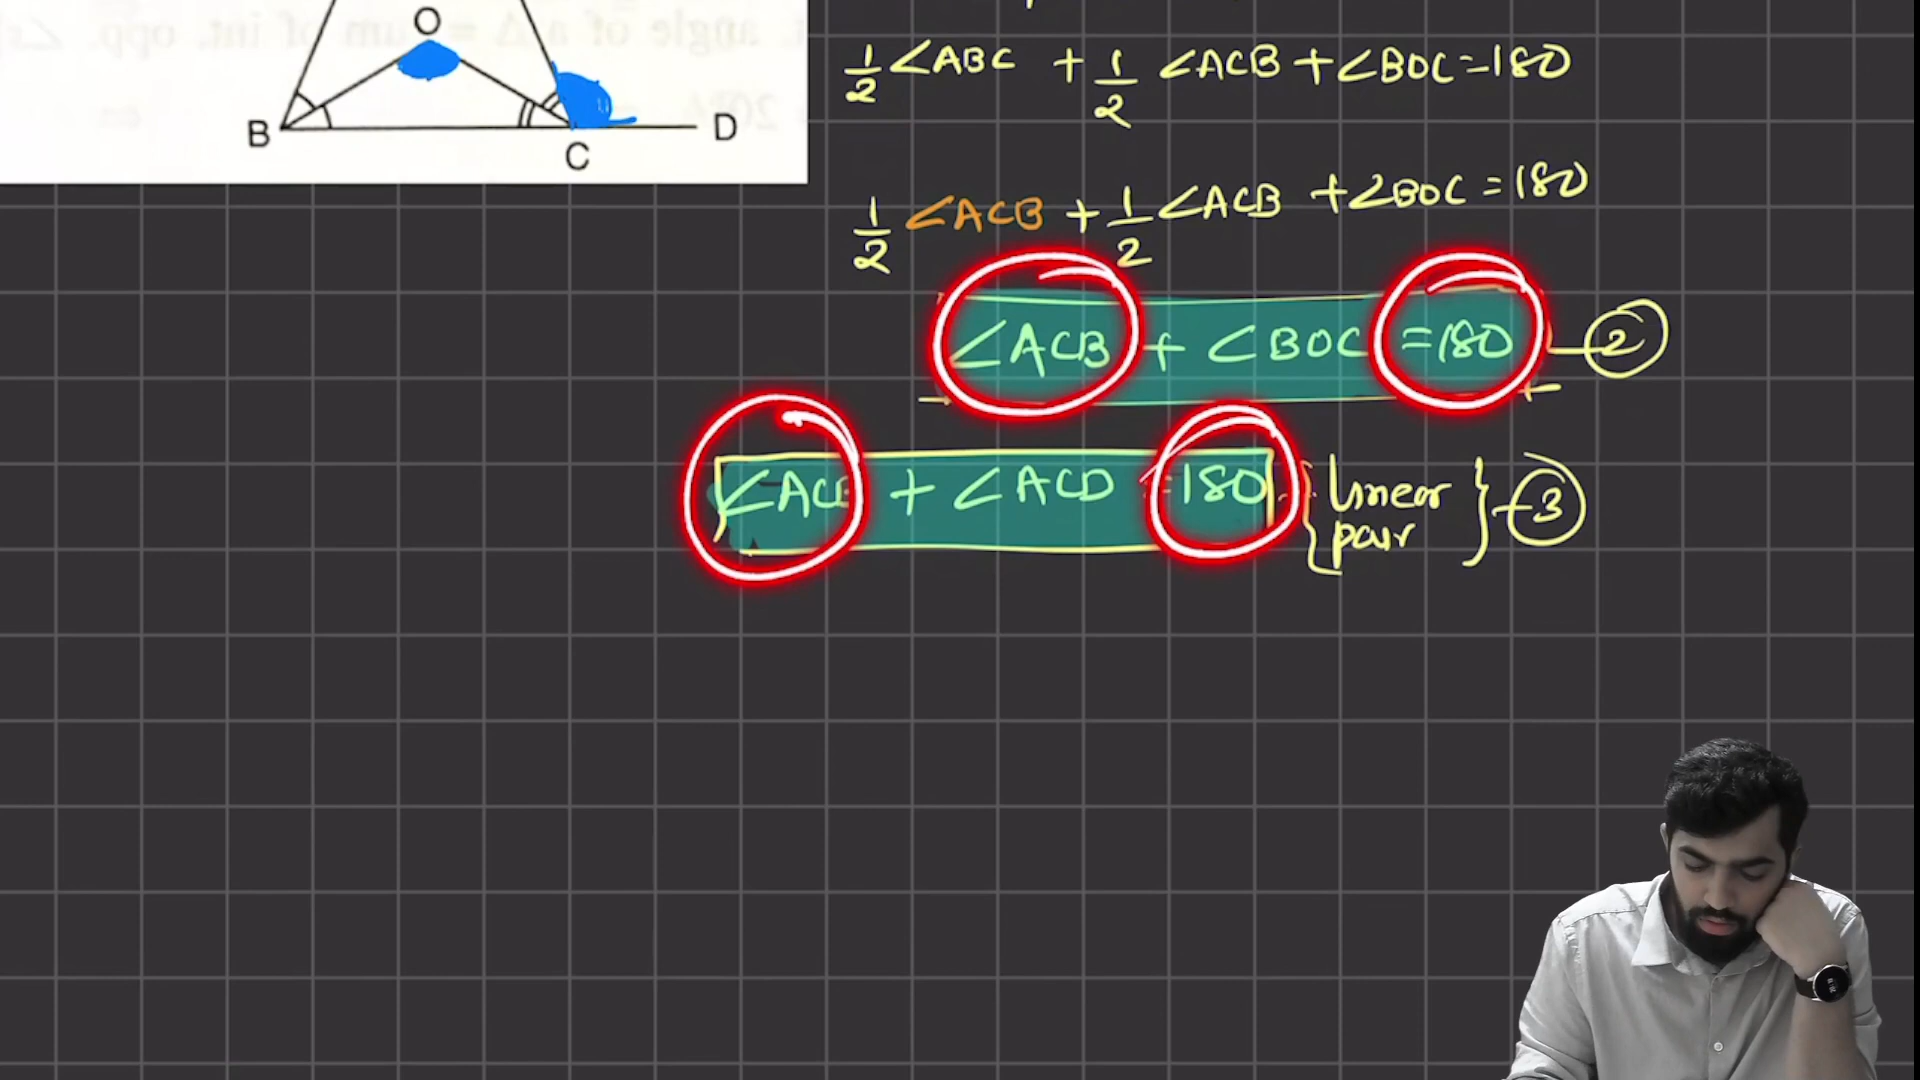 O
B
C
D
1/2 ∠ABC + 1/2 ∠ACB + ∠BOC = 180
1/2 ∠ACB + 1/2 ∠ACB + ∠BOC = 180
∠ACB + ∠BOC = 180 — 2
∠ACB + ∠ACD = 180 { linear pair } — 3